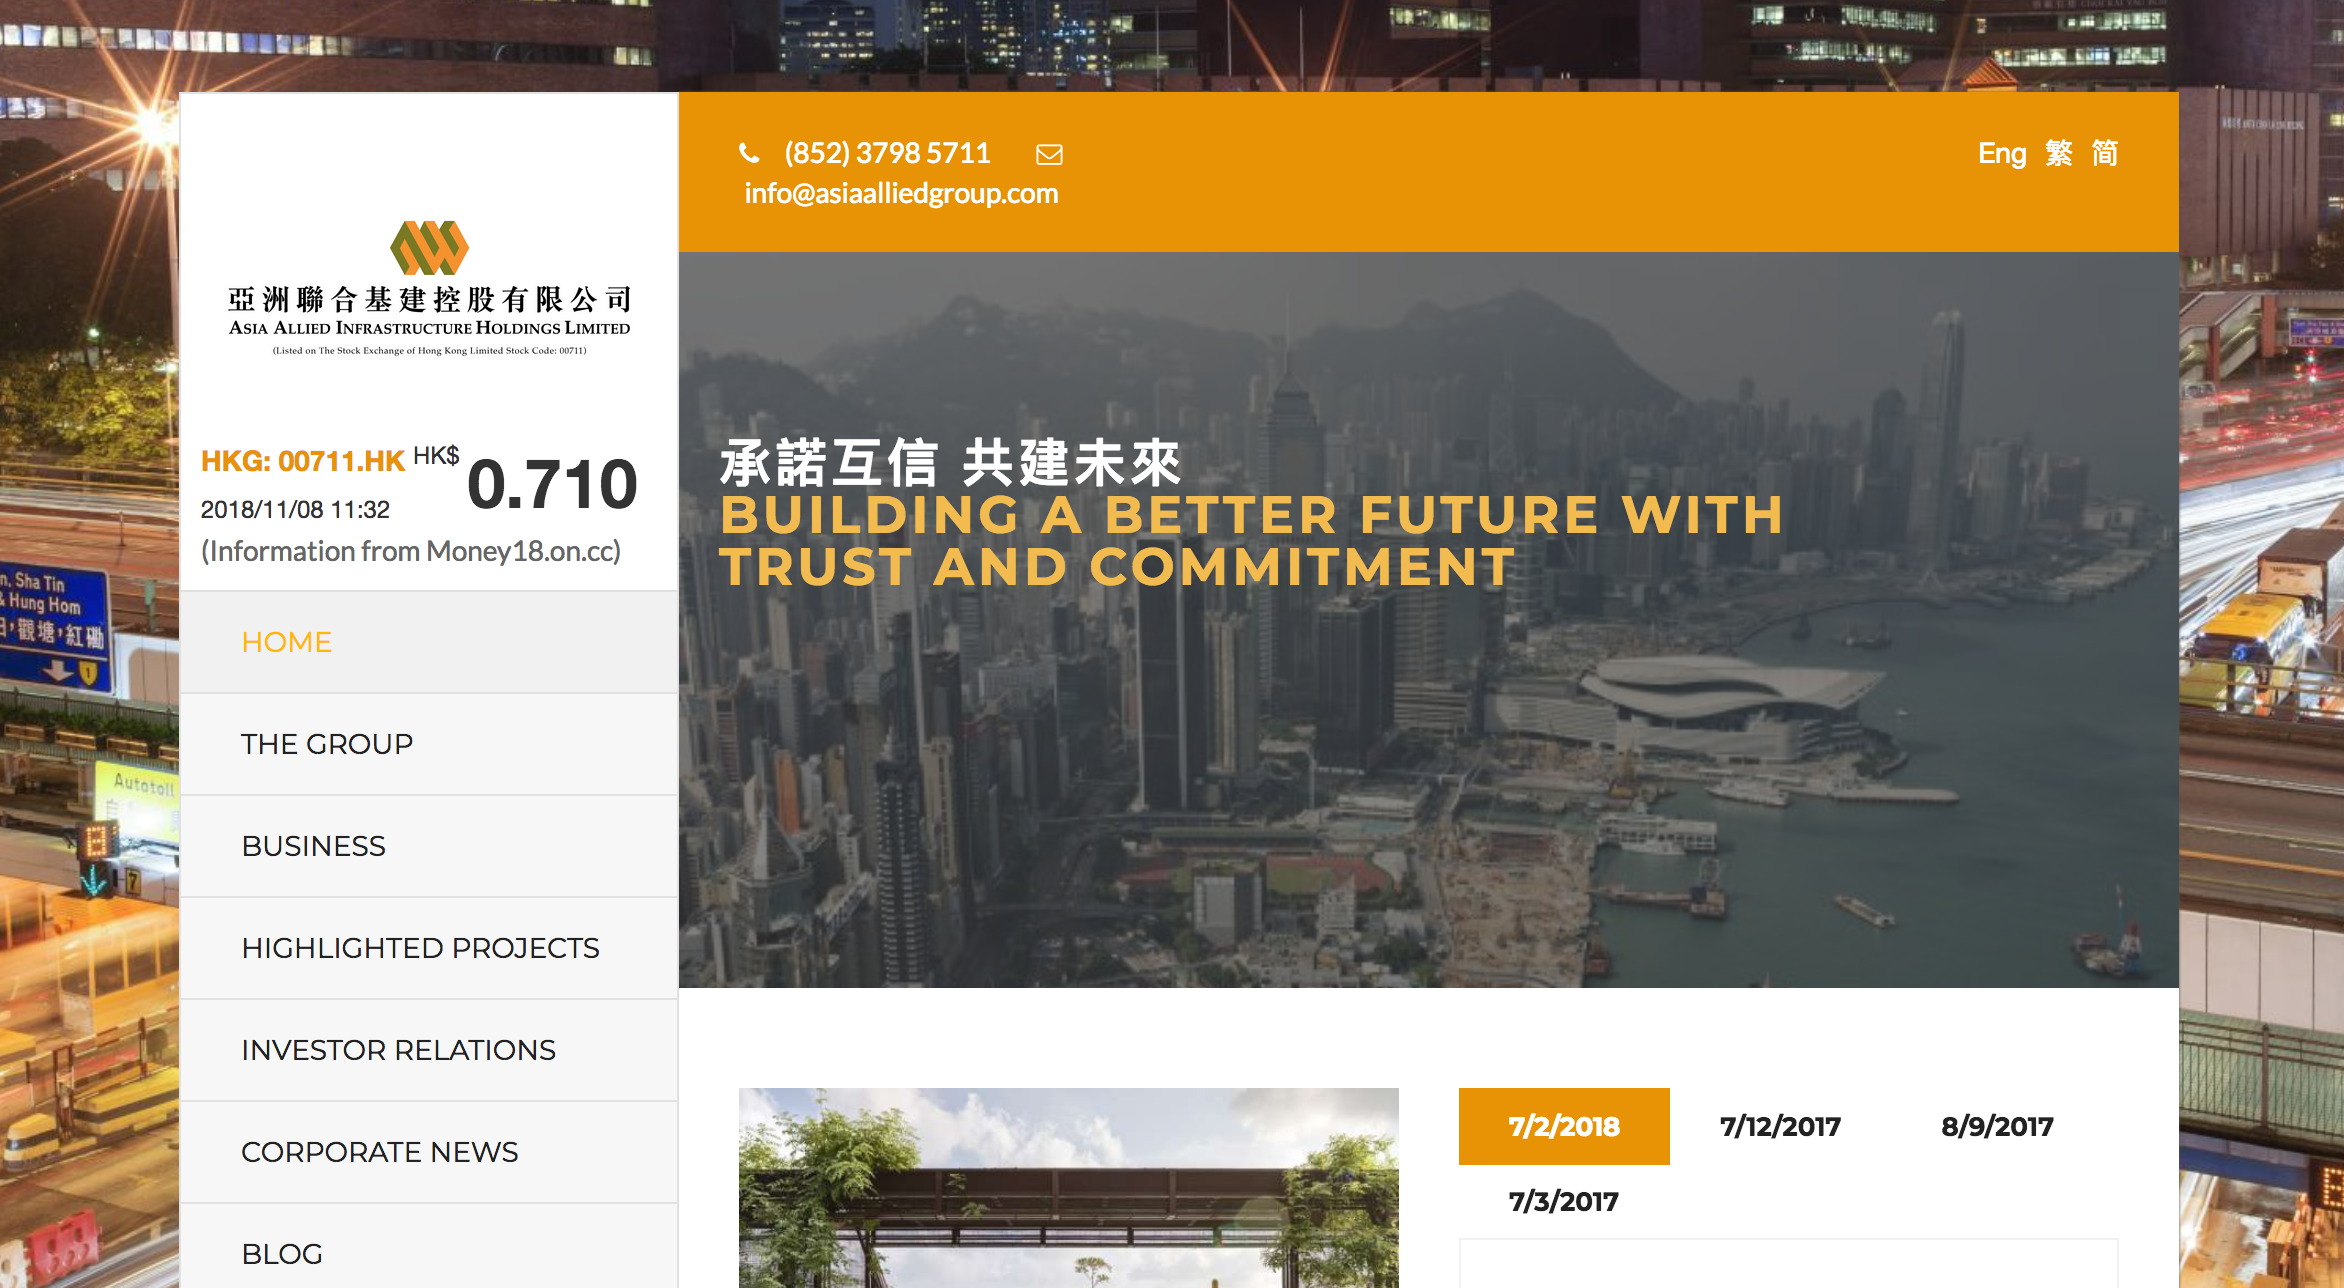 亞洲聯合基建控股有限公司
ASIA ALLIED INFRASTRUCTURE HOLDINGS LIMITED
(Listed on The Stock Exchange of Hong Kong Limited Stock Code: 00711)
HKG: 00711.HK HK$ 0.710
2018/11/08 11:32
(Information from Money18.on.cc)
HOME
THE GROUP
BUSINESS
HIGHLIGHTED PROJECTS
INVESTOR RELATIONS
CORPORATE NEWS
BLOG
(852) 3798 5711
info@asiaalliedgroup.com
Eng 繁 简
承諾互信 共建未來
BUILDING A BETTER FUTURE WITH
TRUST AND COMMITMENT
7/2/2018 7/12/2017 8/9/2017
7/3/2017
Sha Tin
& Hung Hom
觀塘,紅磡
1
Autotoll
7